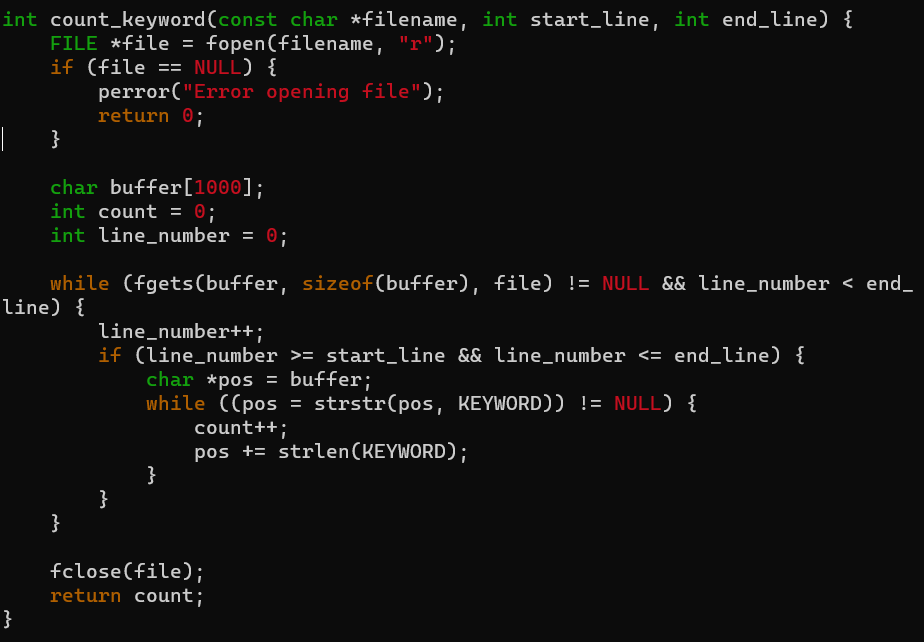 int count_keyword(const char *filename, int start_line, int end_line) {
    FILE *file = fopen(filename, "r");
    if (file == NULL) {
        perror("Error opening file");
        return 0;
    }

    char buffer[1000];
    int count = 0;
    int line_number = 0;

    while (fgets(buffer, sizeof(buffer), file) != NULL && line_number < end_
line) {
        line_number++;
        if (line_number >= start_line && line_number <= end_line) {
            char *pos = buffer;
            while ((pos = strstr(pos, KEYWORD)) != NULL) {
                count++;
                pos += strlen(KEYWORD);
            }
        }
    }

    fclose(file);
    return count;
}